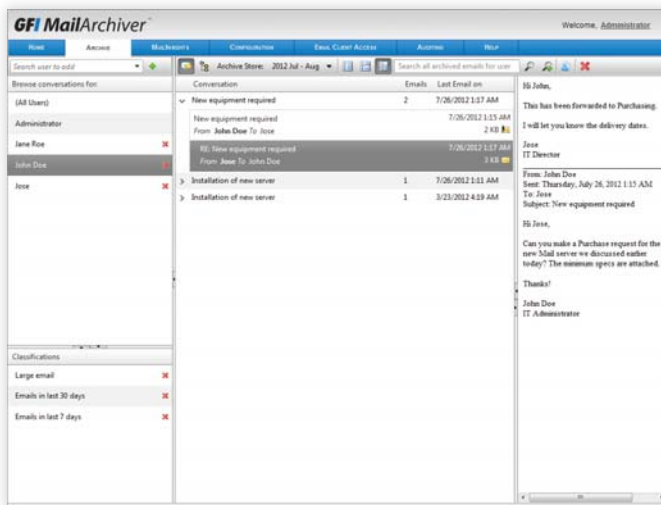 GFI MailArchiver
Welcome, Administrator
Home Archive MailInsights Configuration Email Client Access Auditing Help
Search user to add
Archive Store: 2012 Jul - Aug
Search all archived emails for user
Browse conversations for:
(All Users)
Administrator
Jane Roe
John Doe
Jose
Classifications
Large email
Emails in last 30 days
Emails in last 7 days
Conversation Emails Last Email on
New equipment required 2 7/26/2012 1:17 AM
New equipment required 7/26/2012 1:15 AM
From John Doe To Jose 2 KB
RE: New equipment required 7/26/2012 1:17 AM
From Jose To John Doe 3 KB
Installation of new server 1 7/26/2012 1:11 AM
Installation of new server 1 3/23/2012 4:19 AM
Hi John,
This has been forwarded to Purchasing.
I will let you know the delivery dates.
Jose
IT Director
From: John Doe
Sent: Thursday, July 26, 2012 1:15 AM
To: Jose
Subject: New equipment required
Hi Jose,
Can you make a Purchase request for the
new Mail server we discussed earlier
today? The minimum specs are attached.
Thanks!
John Doe
IT Administrator